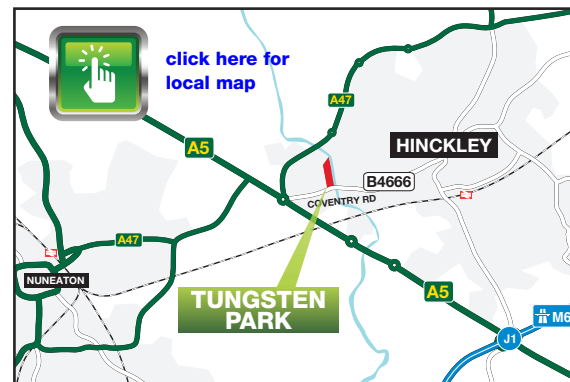 click here for
local map
A47
A5
HINCKLEY
B4666
COVENTRY RD
A47
NUNEATON
TUNGSTEN
PARK
A5
M6
J1